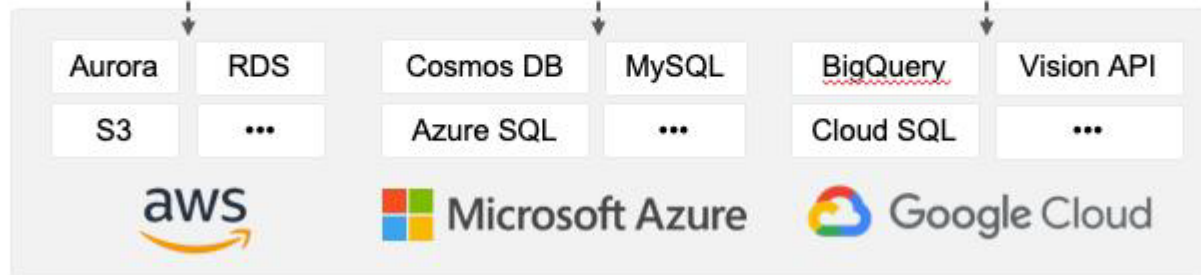 Aurora RDS Cosmos DB MySQL BigQuery Vision API
S3 ••• Azure SQL ••• Cloud SQL •••
aws Microsoft Azure Google Cloud